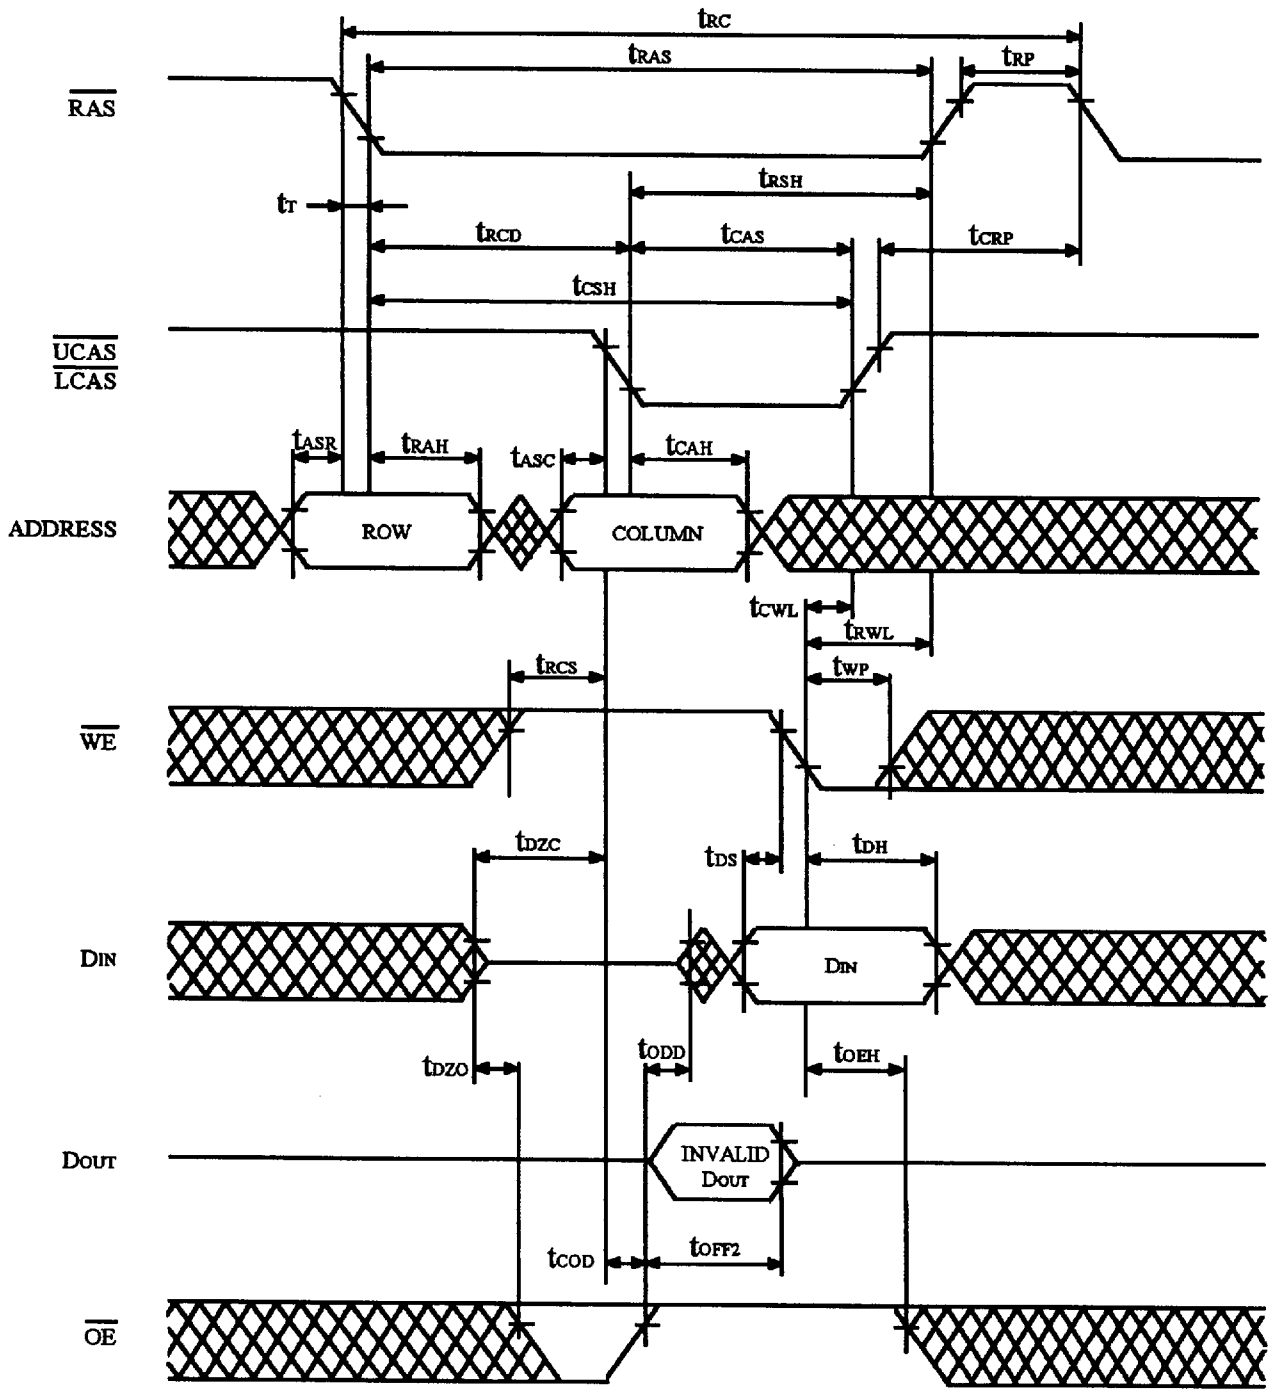 tRC
tRAS
tRP
RAS
tRSH
tT
tRCD
tCAS
tCRP
tCSH
UCAS
LCAS
tASR
tRAH
tASC
tCAH
ADDRESS
ROW
COLUMN
tCWL
tRWL
tRCS
tWP
WE
tDZC
tDS
tDH
DIN
DIN
tODD
tOEH
tDZO
DOUT
INVALID
DOUT
tCOD
tOFF2
OE